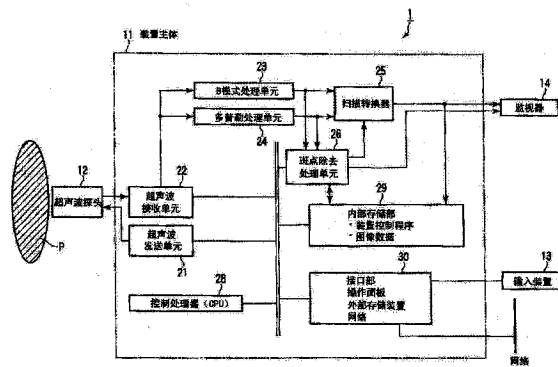 1
11 装置主体
23
B模式处理单元
25
扫描转换器
14
监视器
多普勒处理单元
24
26
斑点除去
处理单元
12
超声波探头
22
超声波
接收单元
29
内部存储部
・装置控制程序
・图像数据
超声波
发送单元
21
P
30
13
28
控制处理器(CPU)
接口部
操作面板
外部存储装置
网络
输入装置
网络